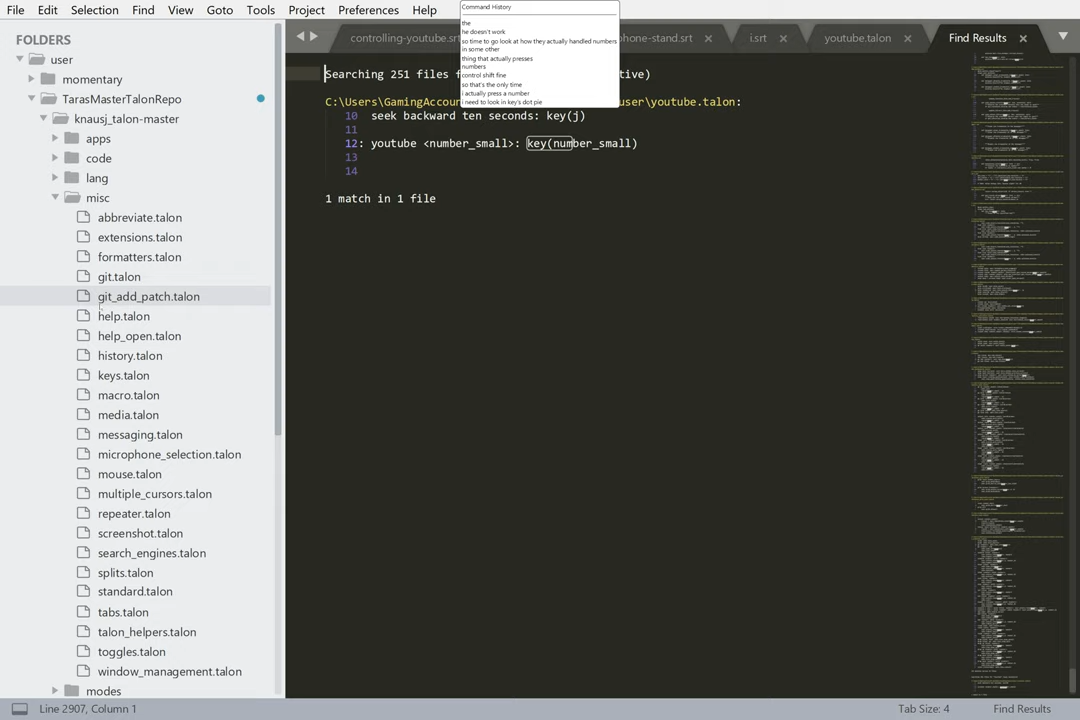 File Edit Selection Find View Goto Tools Project Preferences Help
Command History
the
he doesn't work
so time to go look at how they actually handled numbers
in some other
thing that actually presses
numbers
control shift fine
so that's the only time
i actually press a number
i need to look in key's dot pie
controlling-youtube.srt
phone-stand.srt
i.srt
youtube.talon
Find Results
FOLDERS
user
momentary
TarasMasterTalonRepo
knausj_talon-master
apps
code
lang
misc
abbreviate.talon
extensions.talon
formatters.talon
git.talon
git_add_patch.talon
help.talon
help_open.talon
history.talon
keys.talon
macro.talon
media.talon
messaging.talon
microphone_selection.talon
mouse.talon
multiple_cursors.talon
repeater.talon
screenshot.talon
search_engines.talon
splits.talon
standard.talon
tabs.talon
talon_helpers.talon
toggles.talon
window_management.talon
modes
Searching 251 files f tive)
C:\Users\GamingAccoun user\youtube.talon:
10 seek backward ten seconds: key(j)
11
12: youtube <number_small>: key(number_small)
13
14
1 match in 1 file
Line 2907, Column 1
Tab Size: 4
Find Results